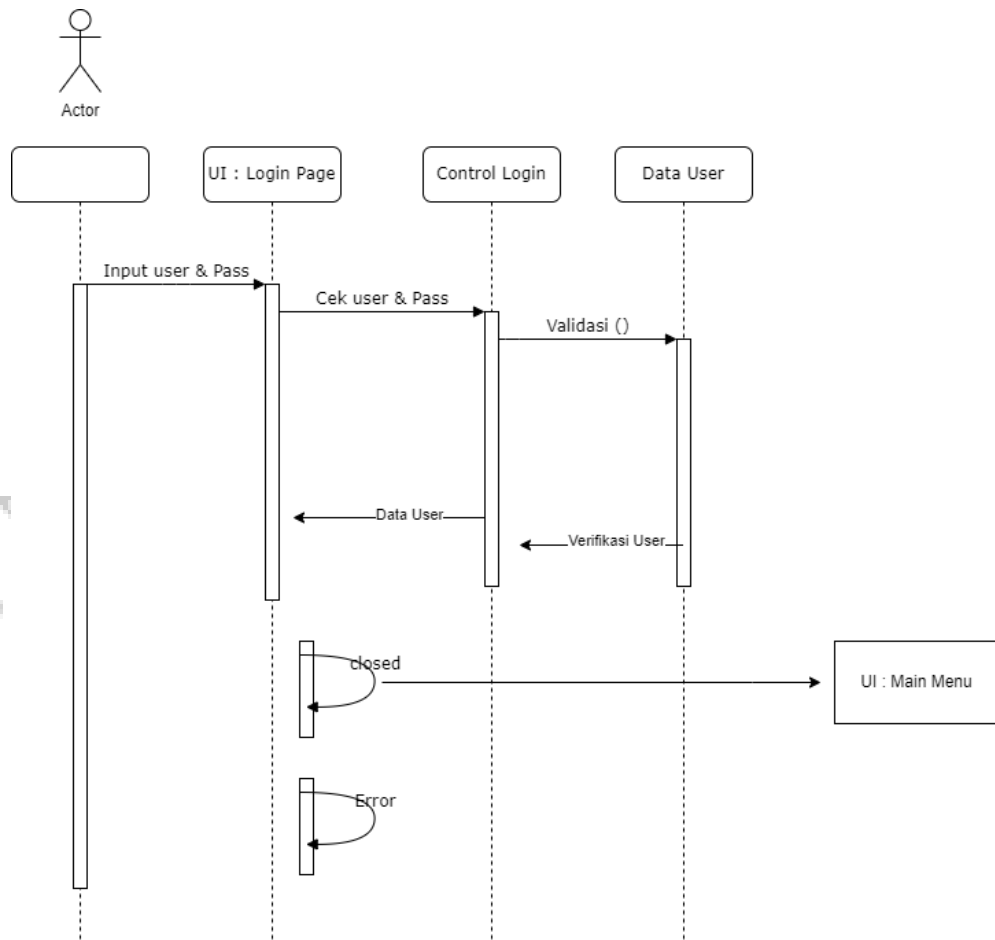 Actor
UI : Login Page
Control Login
Data User
Input user & Pass
Cek user & Pass
Validasi ()
Data User
Verifikasi User
closed
UI : Main Menu
Error